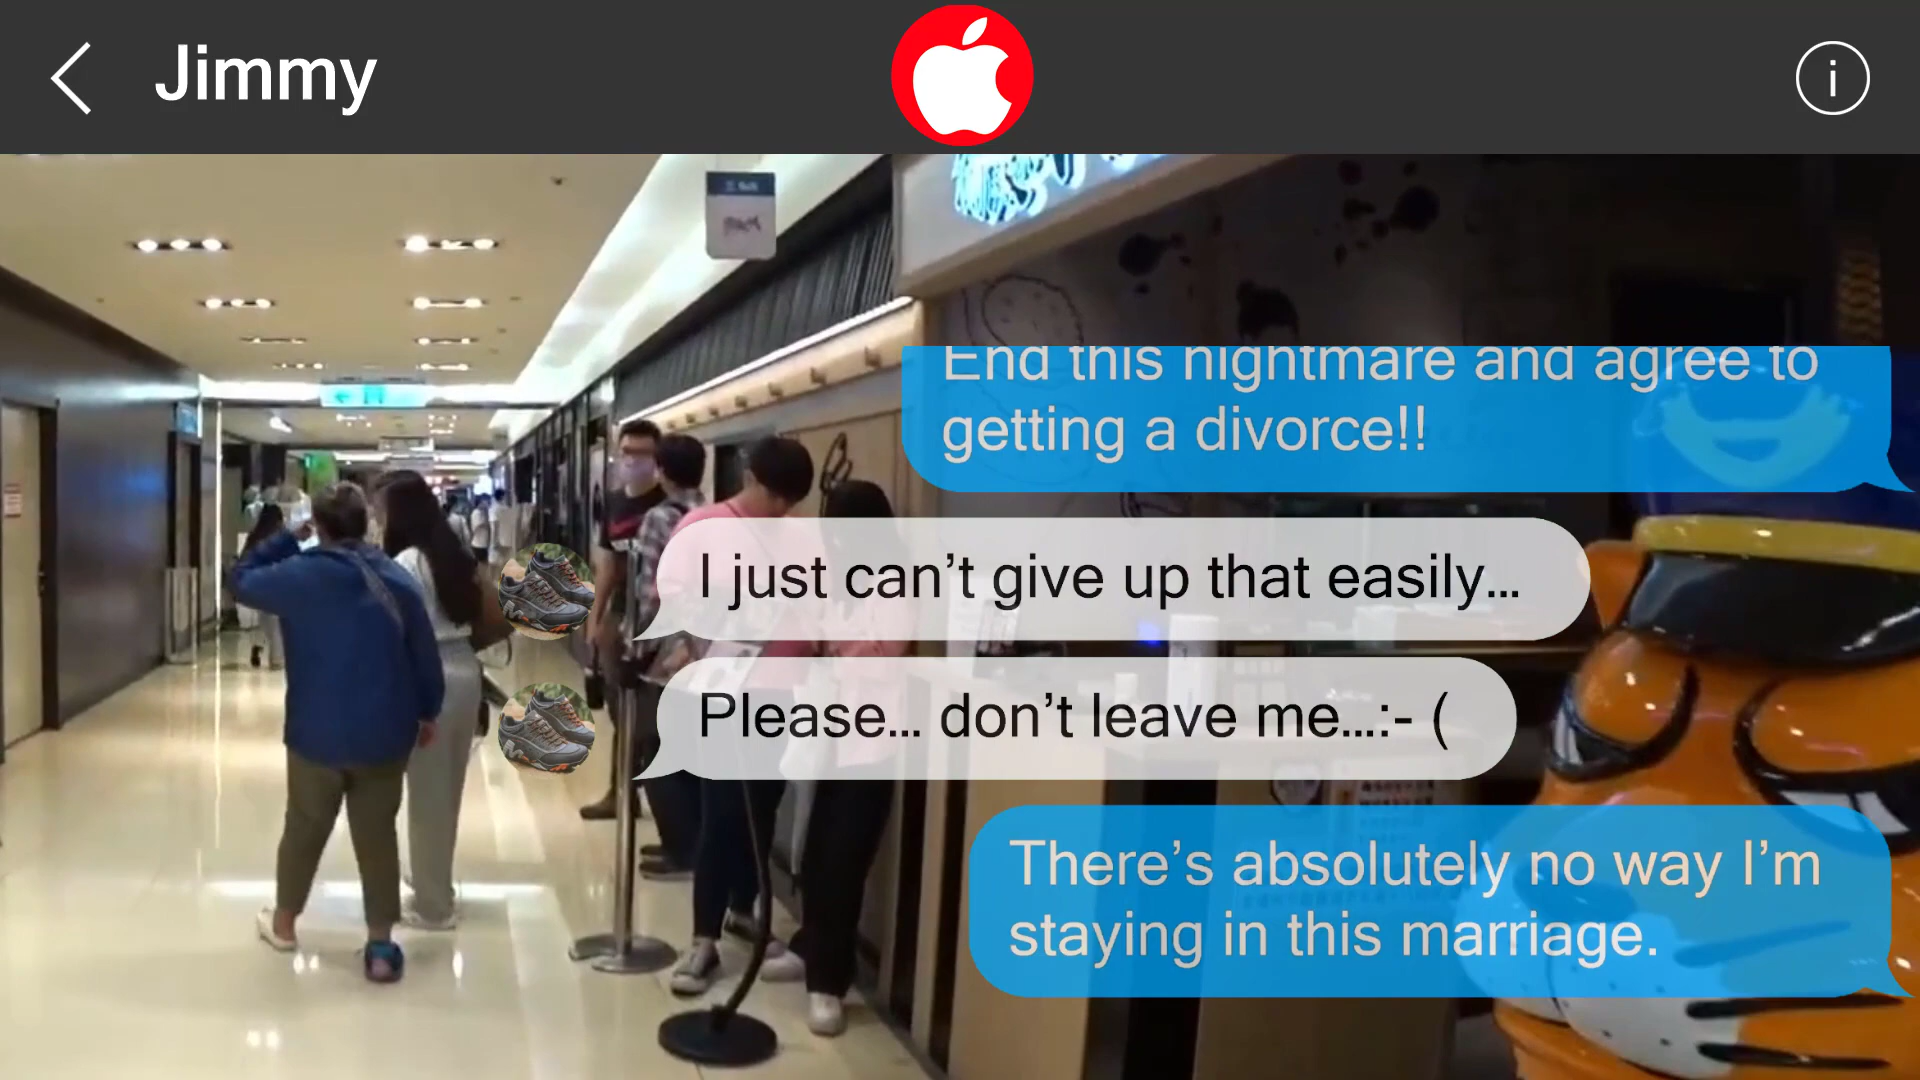 Jimmy
i
End this nightmare and agree to
getting a divorce!!
I just can’t give up that easily...
Please... don’t leave me...:- (
There’s absolutely no way I’m
staying in this marriage.